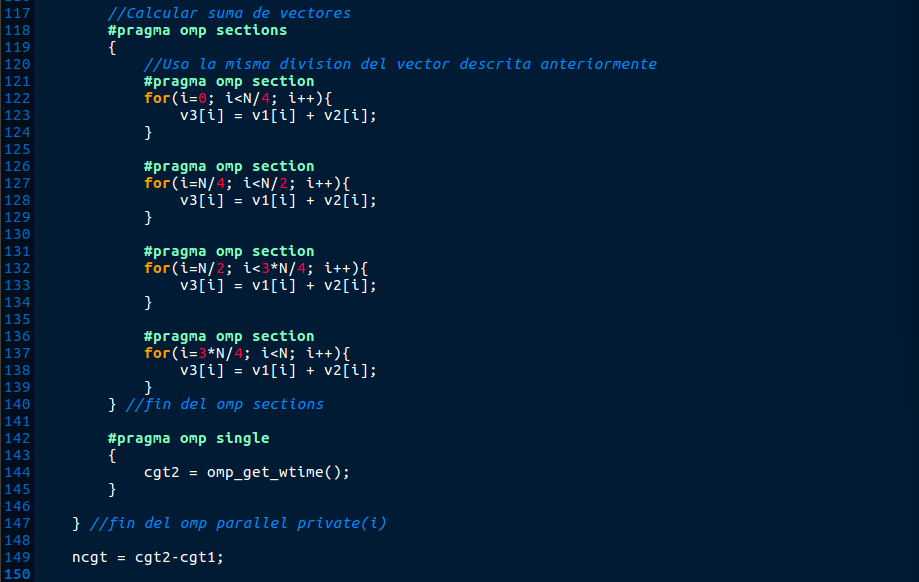 117 //Calcular suma de vectores
118 #pragma omp sections
119 {
120 //Uso la misma division del vector descrita anteriormente
121 #pragma omp section
122 for(i=0; i<N/4; i++){
123 v3[i] = v1[i] + v2[i];
124 }
125
126 #pragma omp section
127 for(i=N/4; i<N/2; i++){
128 v3[i] = v1[i] + v2[i];
129 }
130
131 #pragma omp section
132 for(i=N/2; i<3*N/4; i++){
133 v3[i] = v1[i] + v2[i];
134 }
135
136 #pragma omp section
137 for(i=3*N/4; i<N; i++){
138 v3[i] = v1[i] + v2[i];
139 }
140 } //fin del omp sections
141
142 #pragma omp single
143 {
144 cgt2 = omp_get_wtime();
145 }
146
147 } //fin del omp parallel private(i)
148
149 ncgt = cgt2-cgt1;
150